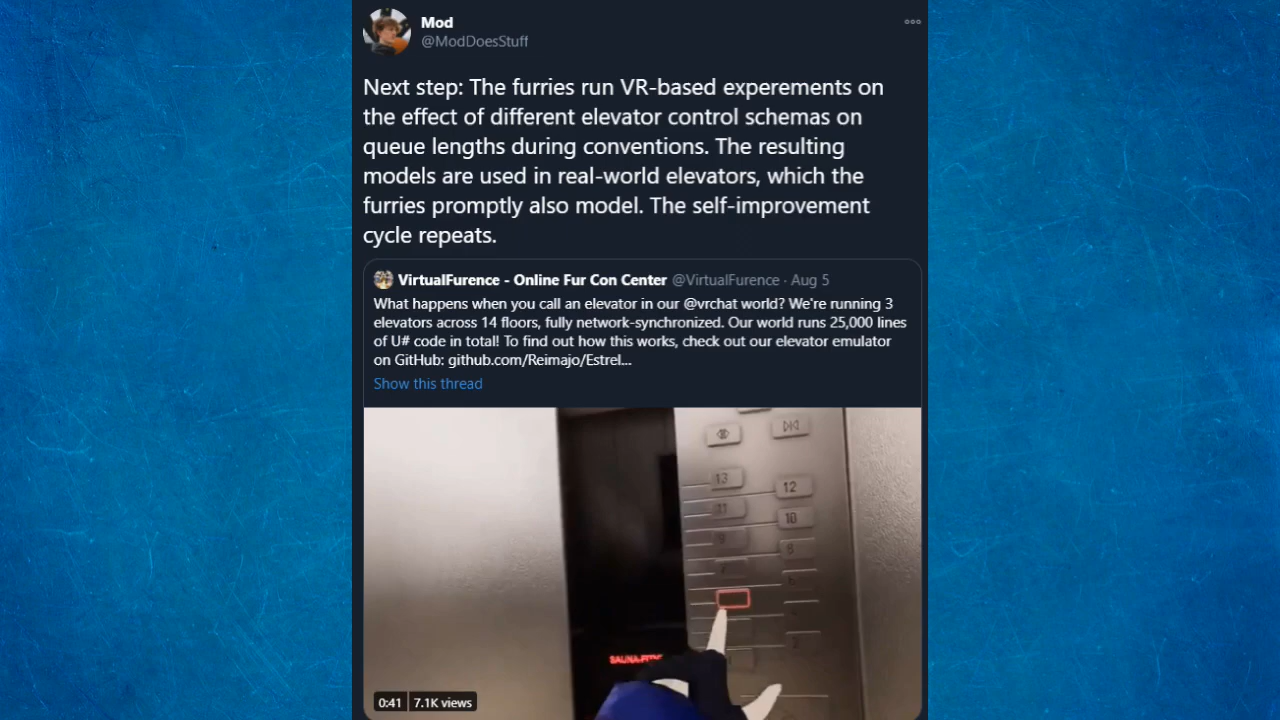 Mod
@ModDoesStuff
Next step: The furries run VR-based experements on
the effect of different elevator control schemas on
queue lengths during conventions. The resulting
models are used in real-world elevators, which the
furries promptly also model. The self-improvement
cycle repeats.
VirtualFurence - Online Fur Con Center @VirtualFurence · Aug 5
What happens when you call an elevator in our @vrchat world? We're running 3
elevators across 14 floors, fully network-synchronized. Our world runs 25,000 lines
of U# code in total! To find out how this works, check out our elevator emulator
on GitHub: github.com/Reimajo/Estrel...
Show this thread
13 12
11 10
9 8
7 6
0:41 7.1K views